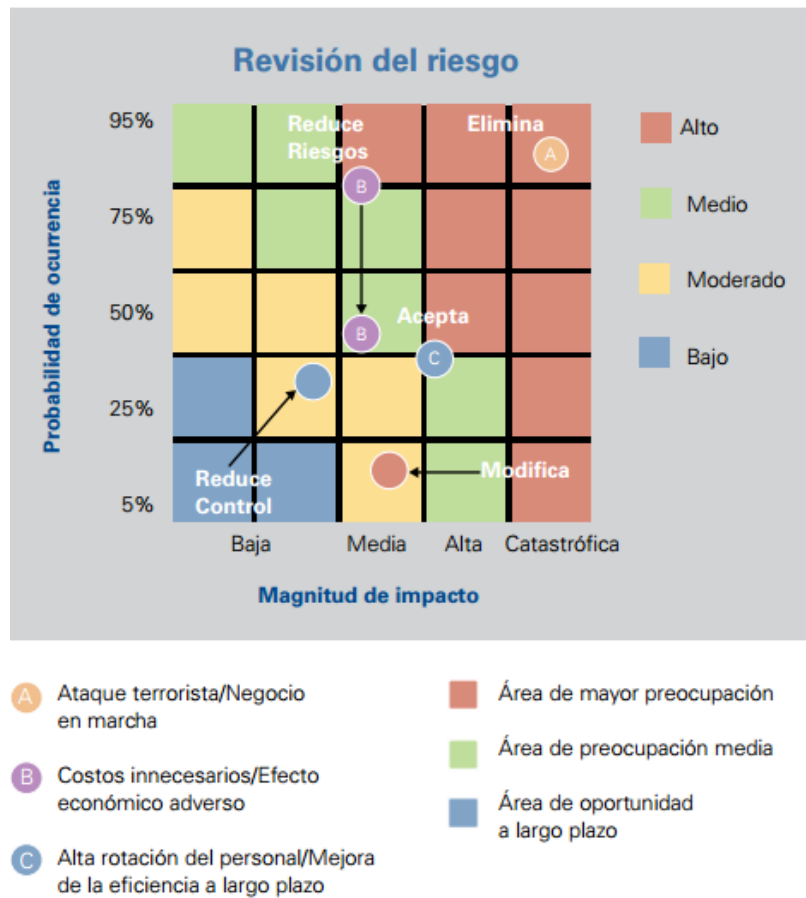 Revisión del riesgo
Probabilidad de ocurrencia
95%
75%
50%
25%
5%
Reduce
Riesgos
Elimina
A
B
B
Acepta
C
Reduce
Control
Modifica
Alto
Medio
Moderado
Bajo
Baja
Media
Alta
Catastrófica
Magnitud de impacto
A Ataque terrorista/Negocio
en marcha
B Costos innecesarios/Efecto
económico adverso
C Alta rotación del personal/Mejora
de la eficiencia a largo plazo
Área de mayor preocupación
Área de preocupación media
Área de oportunidad
a largo plazo